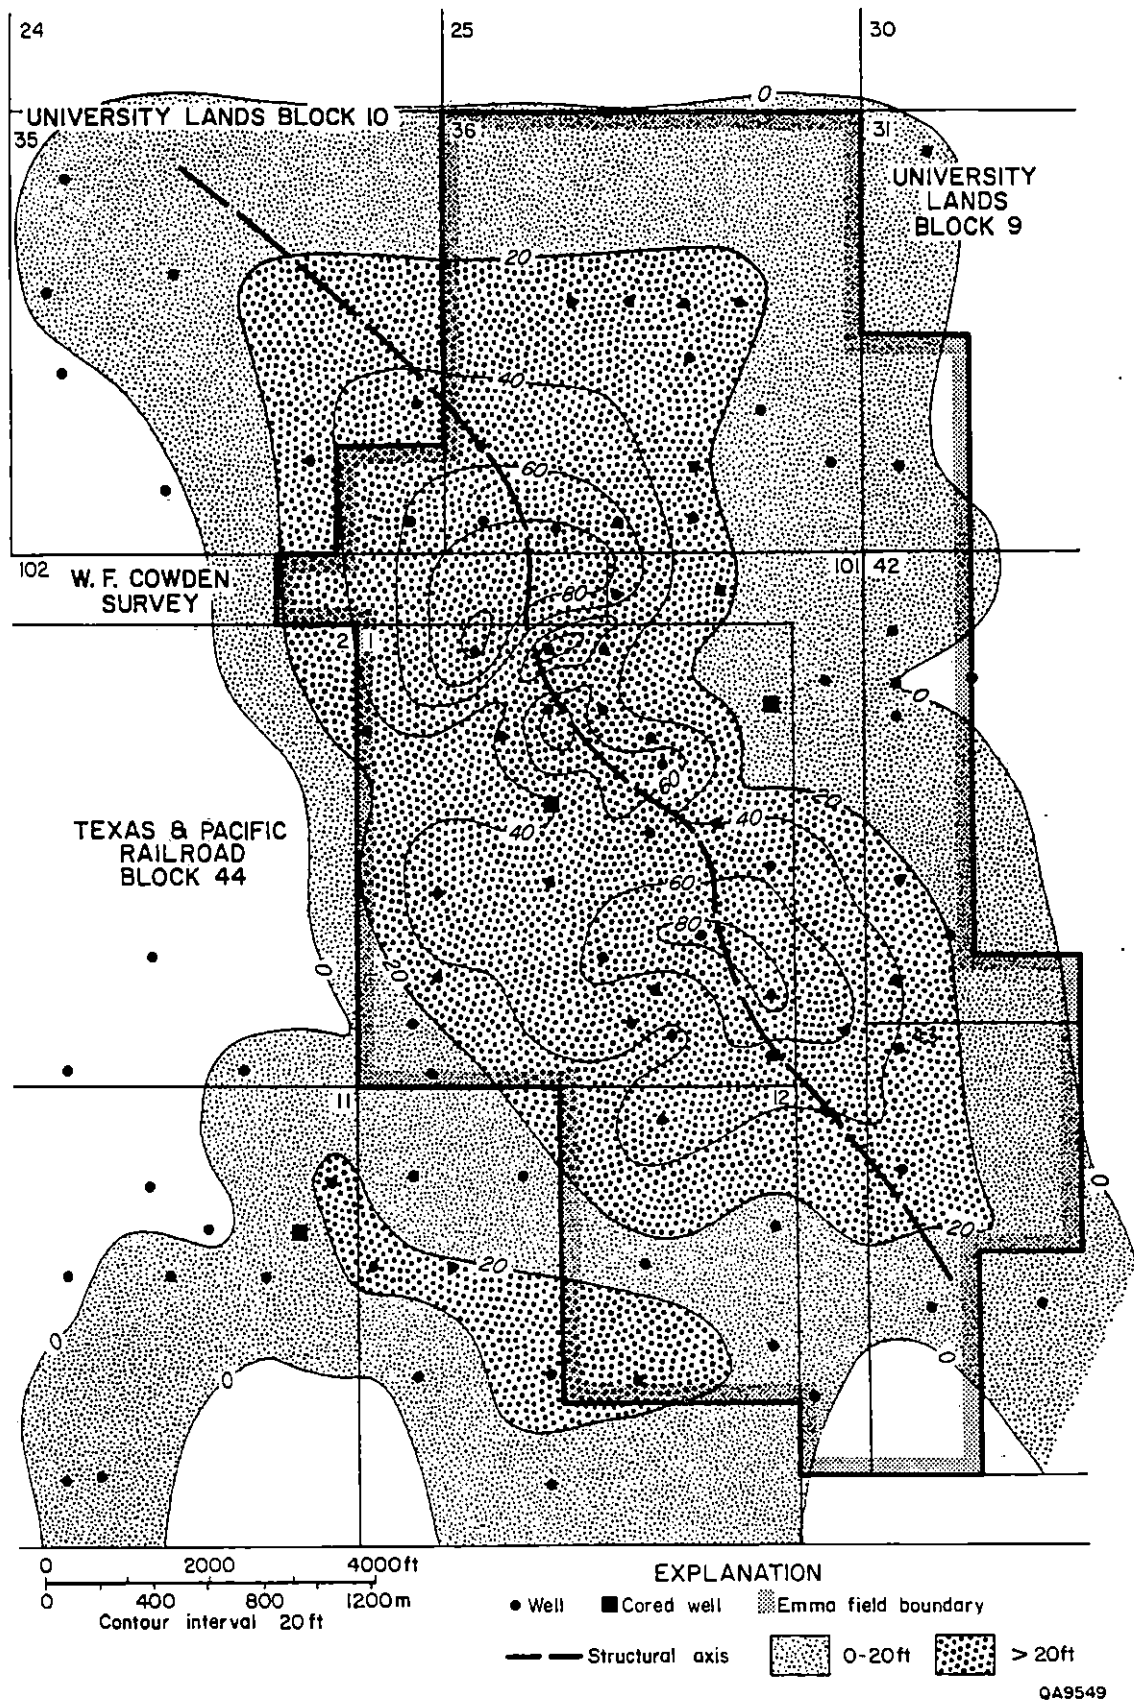 24
25
30
0
UNIVERSITY LANDS BLOCK 10
35
36
31
UNIVERSITY
LANDS
BLOCK 9
20
40
60
102
W. F. COWDEN
SURVEY
101
42
80
2
1
0
TEXAS & PACIFIC
RAILROAD
BLOCK 44
60
20
40
40
60
80
0
20
11
12
0
20
20
0
0
0
0 2000 4000ft
0 400 800 1200m
Contour interval 20ft
EXPLANATION
Well
Cored well
Emma field boundary
Structural axis
0-20ft
> 20ft
QA9549